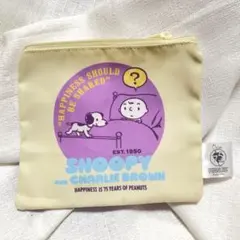 "HAPPINESS SHOULD
BE SHARED"
?
EST. 1950
SNOOPY
AND CHARLIE BROWN
HAPPINESS IS 75 YEARS OF PEANUTS